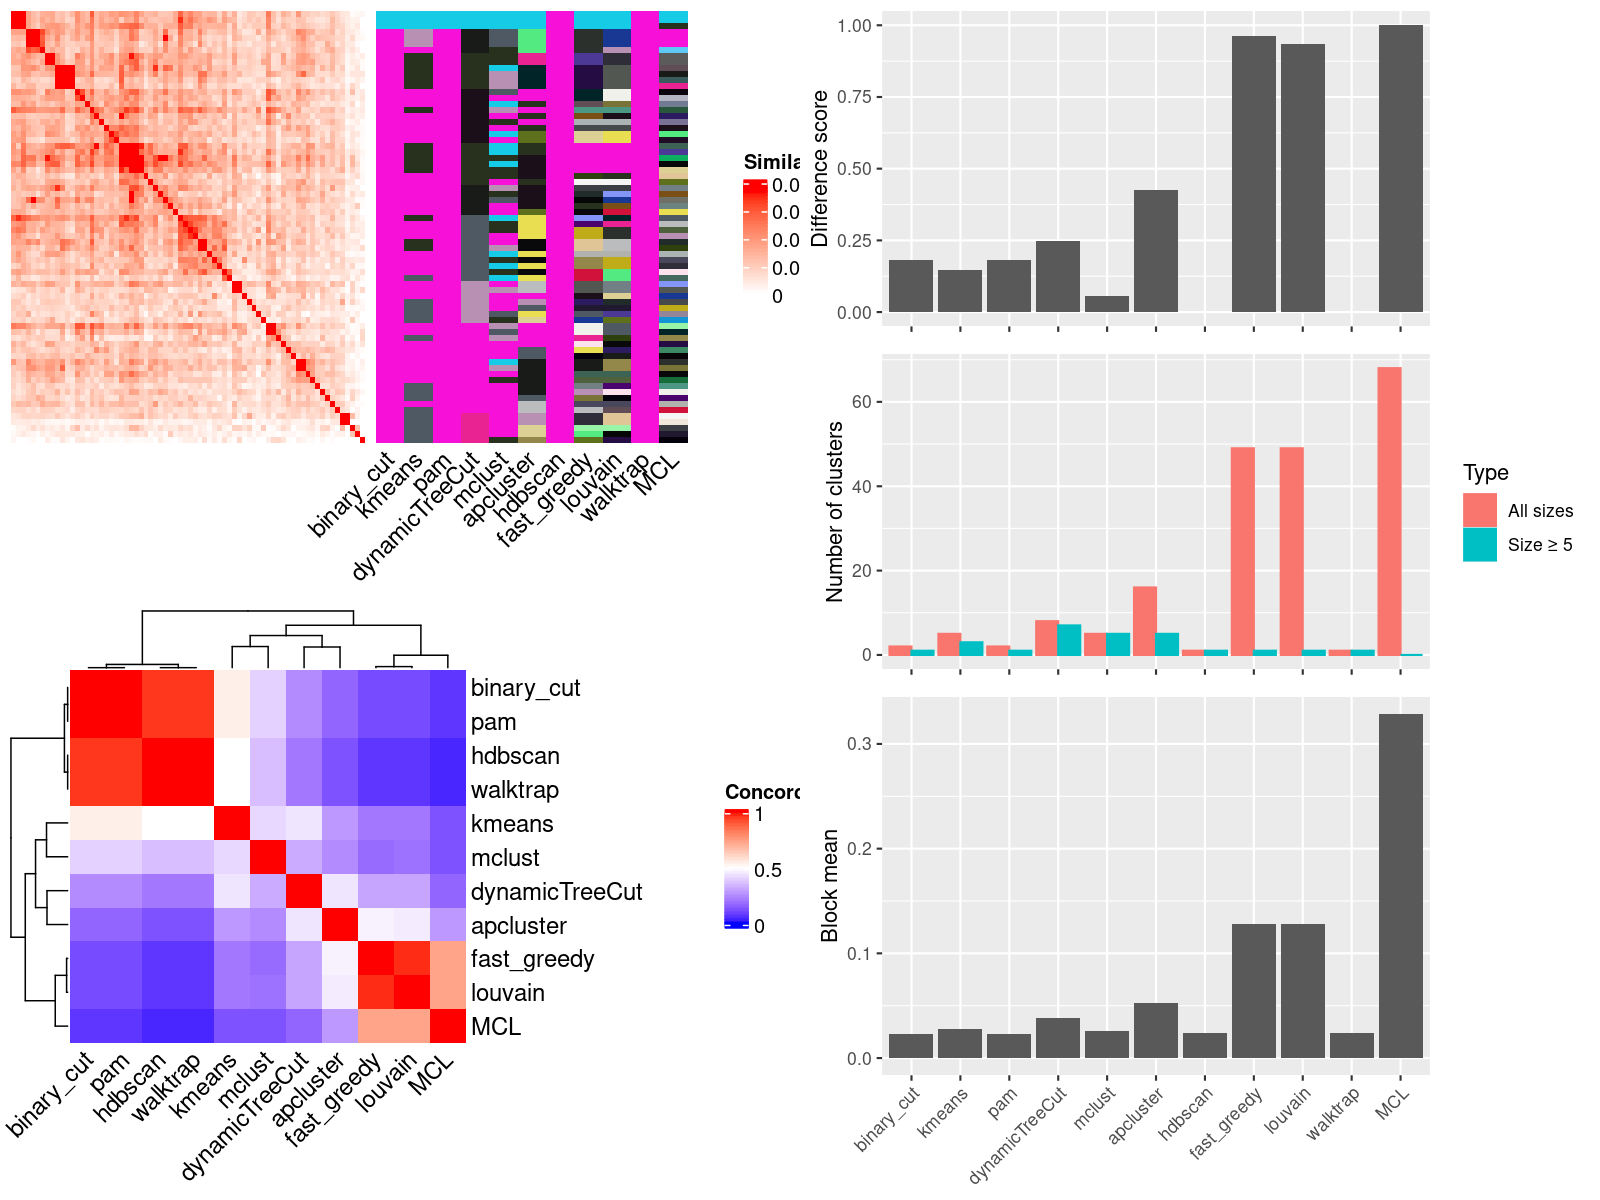 Simila
0.0
0.0
0.0
0.0
0
binary_cut
kmeans
pam
dynamicTreeCut
mclust
apcluster
hdbscan
fast_greedy
louvain
walktrap
MCL
binary_cut
pam
hdbscan
walktrap
kmeans
mclust
dynamicTreeCut
apcluster
fast_greedy
louvain
MCL
Concord
1
0.5
0
binary_cut
pam
hdbscan
walktrap
kmeans
mclust
dynamicTreeCut
apcluster
fast_greedy
louvain
MCL
Difference score
1.00
0.75
0.50
0.25
0.00
Number of clusters
60
40
20
0
Type
All sizes
Size ≥ 5
Block mean
0.3
0.2
0.1
0.0
binary_cut
kmeans
pam
dynamicTreeCut
mclust
apcluster
hdbscan
fast_greedy
louvain
walktrap
MCL